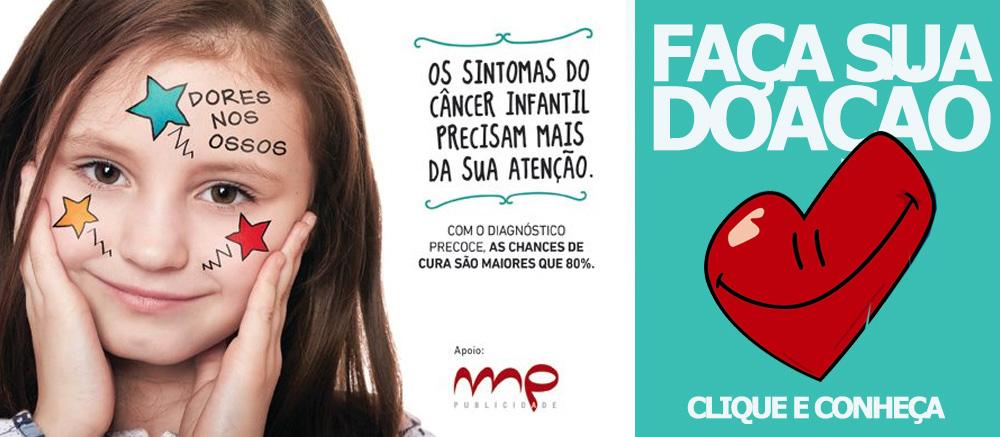 DORES
NOS
OSSOS
OS SINTOMAS DO
CÂNCER INFANTIL
PRECISAM MAIS
DA SUA ATENÇÃO.
COM O DIAGNÓSTICO
PRECOCE, AS CHANCES DE
CURA SÃO MAIORES QUE 80%.
Apoio:
mp
PUBLICIDADE
FAÇA SUA
DOACAO
CLIQUE E CONHEÇA